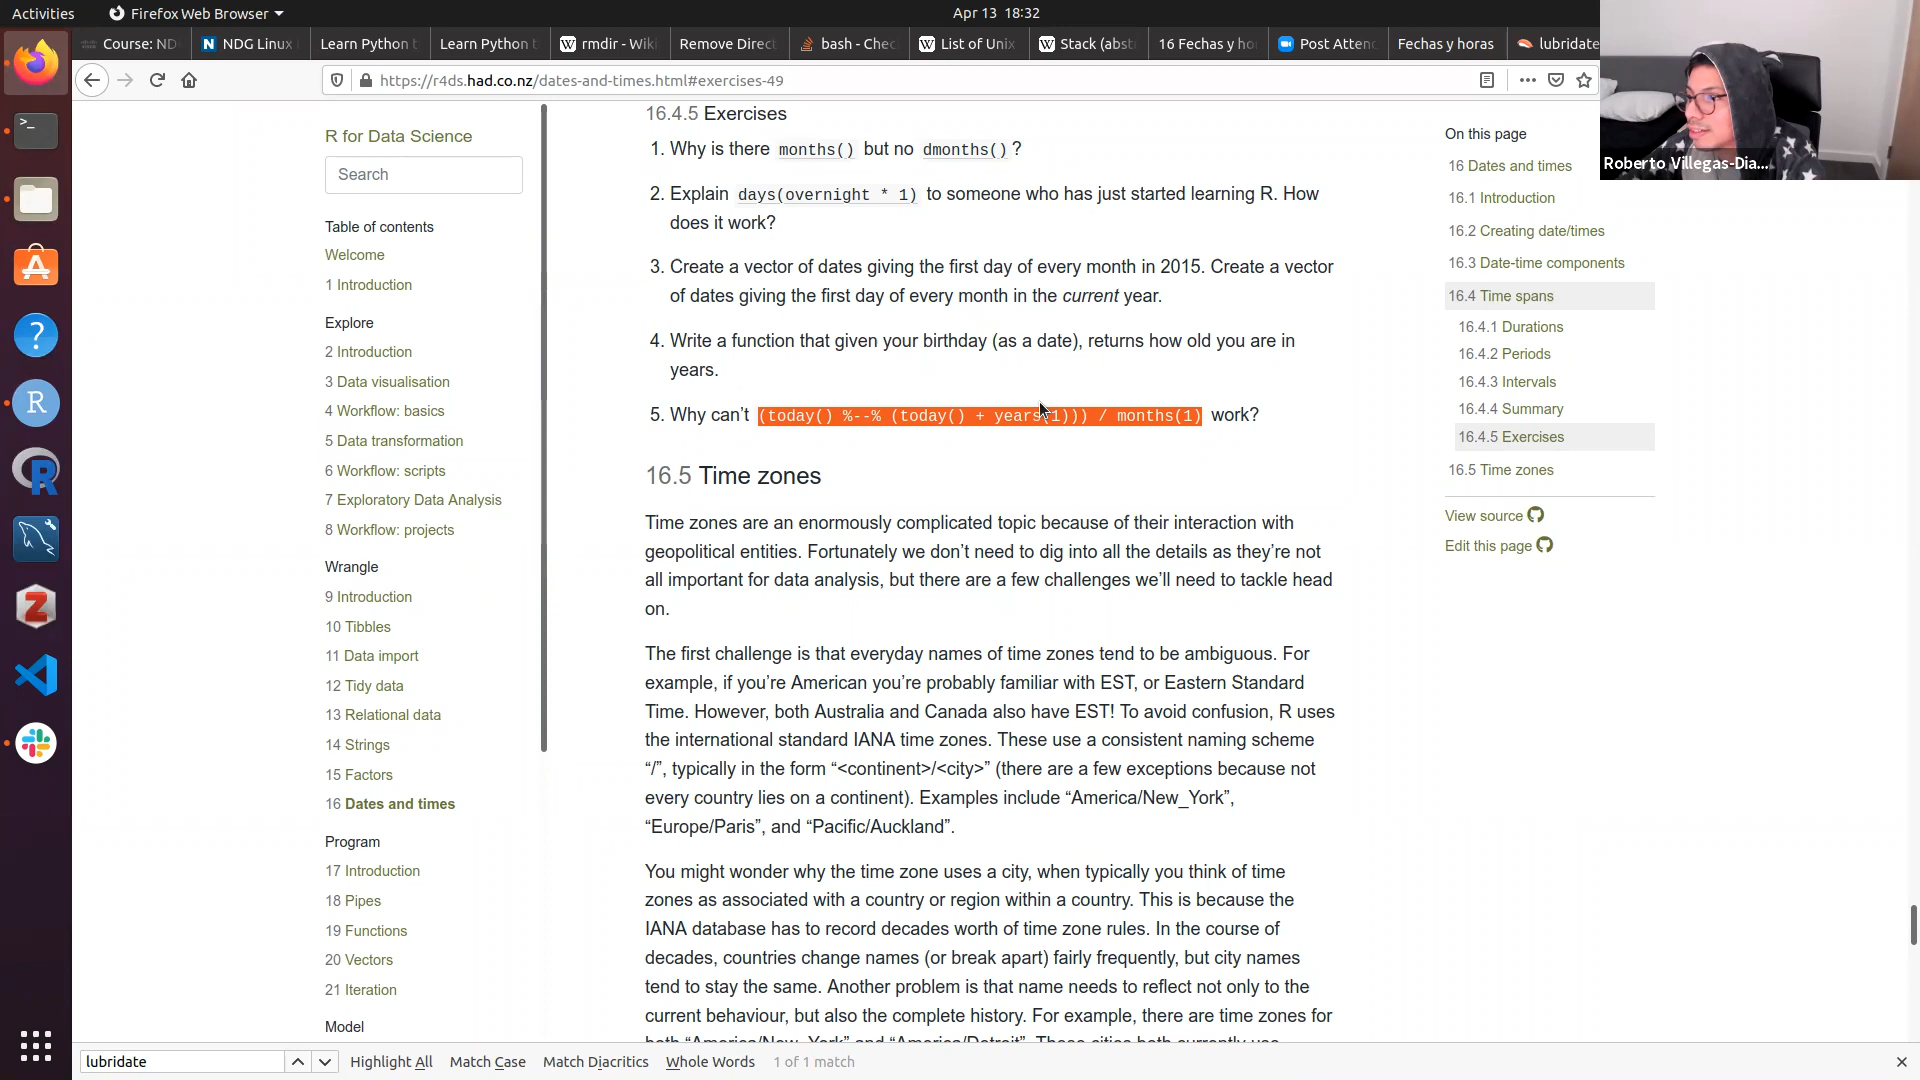 Activities
Firefox Web Browser
Apr 13 18:32
Course: ND
NDG Linux
Learn Python t
Learn Python t
rmdir - Wiki
Remove Direc
bash - Chec
List of Unix
Stack (abst
16 Fechas y ho
Post Atten
Fechas y horas
lubridate
https://r4ds.had.co.nz/dates-and-times.html#exercises-49
Roberto Villegas-Dia...
R for Data Science
Search
Table of contents
Welcome
1 Introduction
Explore
2 Introduction
3 Data visualisation
4 Workflow: basics
5 Data transformation
6 Workflow: scripts
7 Exploratory Data Analysis
8 Workflow: projects
Wrangle
9 Introduction
10 Tibbles
11 Data import
12 Tidy data
13 Relational data
14 Strings
15 Factors
16 Dates and times
Program
17 Introduction
18 Pipes
19 Functions
20 Vectors
21 Iteration
Model
16.4.5 Exercises
1. Why is there months() but no dmonths()?
2. Explain days(overnight * 1) to someone who has just started learning R. How
does it work?
3. Create a vector of dates giving the first day of every month in 2015. Create a vector
of dates giving the first day of every month in the current year.
4. Write a function that given your birthday (as a date), returns how old you are in
years.
5. Why can’t (today() %--% (today() + years(1))) / months(1) work?
16.5 Time zones
Time zones are an enormously complicated topic because of their interaction with
geopolitical entities. Fortunately we don’t need to dig into all the details as they’re not
all important for data analysis, but there are a few challenges we’ll need to tackle head
on.
The first challenge is that everyday names of time zones tend to be ambiguous. For
example, if you’re American you’re probably familiar with EST, or Eastern Standard
Time. However, both Australia and Canada also have EST! To avoid confusion, R uses
the international standard IANA time zones. These use a consistent naming scheme
“/”, typically in the form “<continent>/<city>” (there are a few exceptions because not
every country lies on a continent). Examples include “America/New_York”,
“Europe/Paris”, and “Pacific/Auckland”.
You might wonder why the time zone uses a city, when typically you think of time
zones as associated with a country or region within a country. This is because the
IANA database has to record decades worth of time zone rules. In the course of
decades, countries change names (or break apart) fairly frequently, but city names
tend to stay the same. Another problem is that name needs to reflect not only to the
current behaviour, but also the complete history. For example, there are time zones for
both “America/New_York” and “America/Detroit”. These cities both currently use
On this page
16 Dates and times
16.1 Introduction
16.2 Creating date/times
16.3 Date-time components
16.4 Time spans
16.4.1 Durations
16.4.2 Periods
16.4.3 Intervals
16.4.4 Summary
16.4.5 Exercises
16.5 Time zones
View source
Edit this page
lubridate
Highlight All
Match Case
Match Diacritics
Whole Words
1 of 1 match